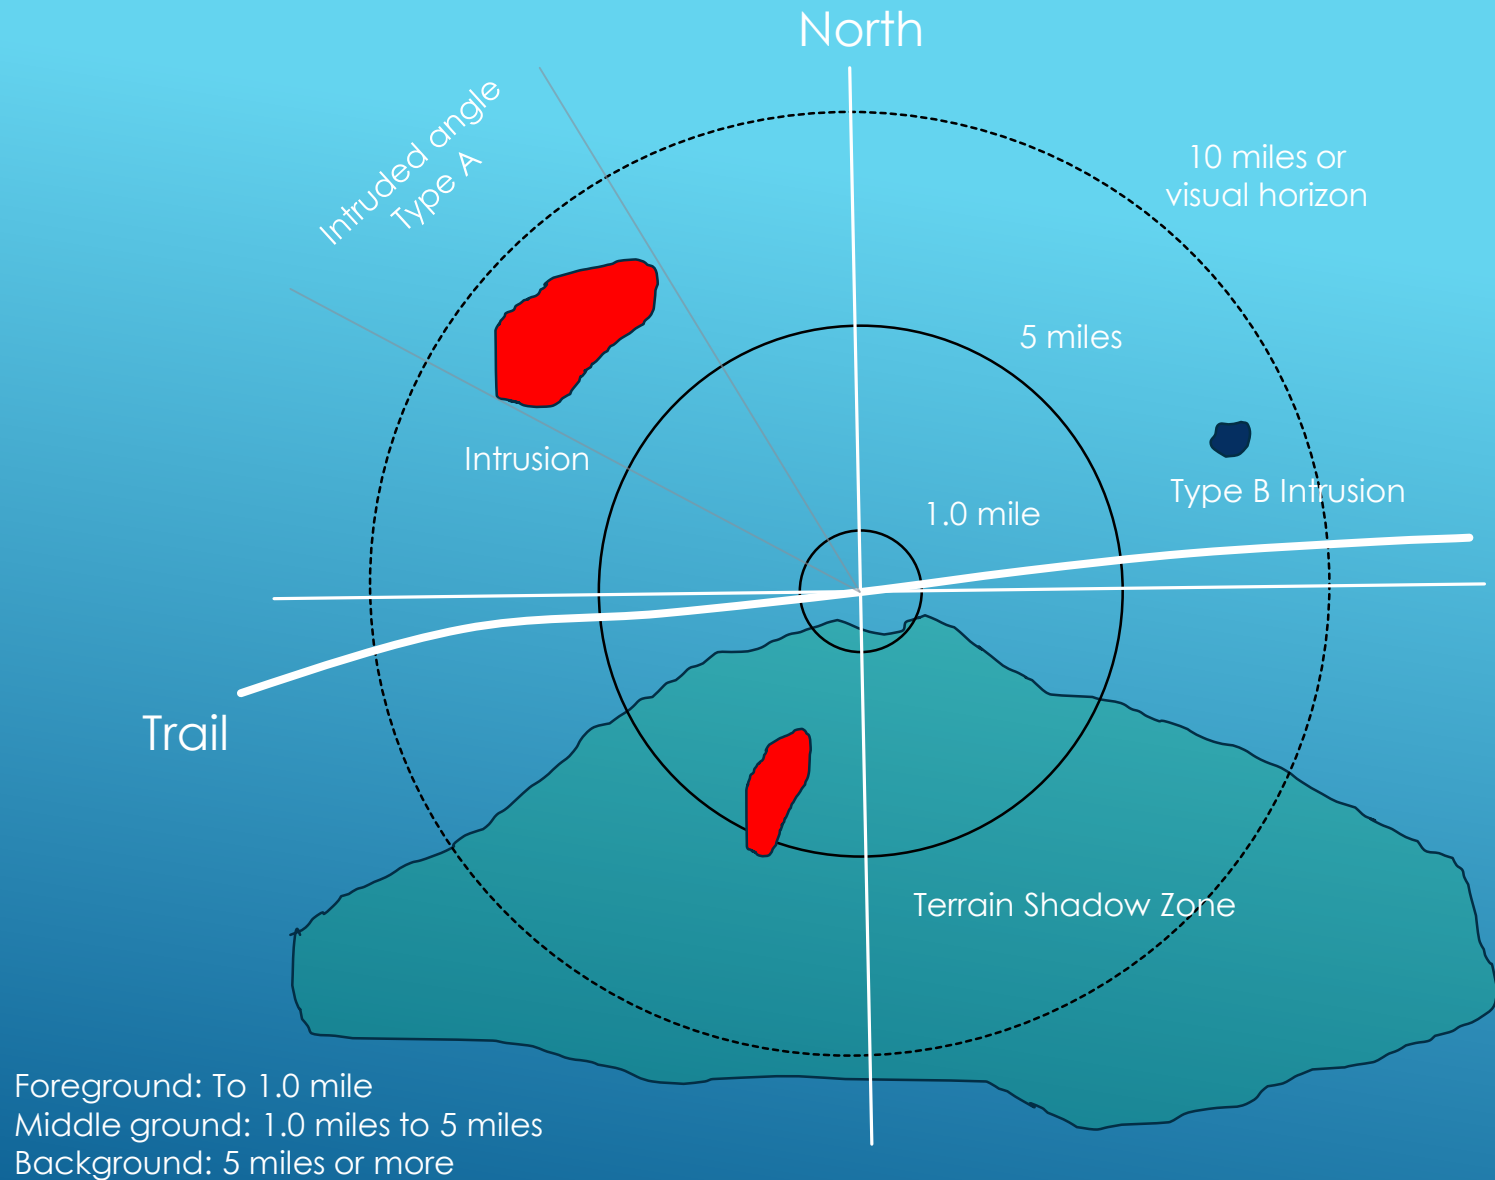 North
Intruded angle
Type A
10 miles or
visual horizon
5 miles
Intrusion
Type B Intrusion
1.0 mile
Trail
Terrain Shadow Zone
Foreground: To 1.0 mile
Middle ground: 1.0 miles to 5 miles
Background: 5 miles or more